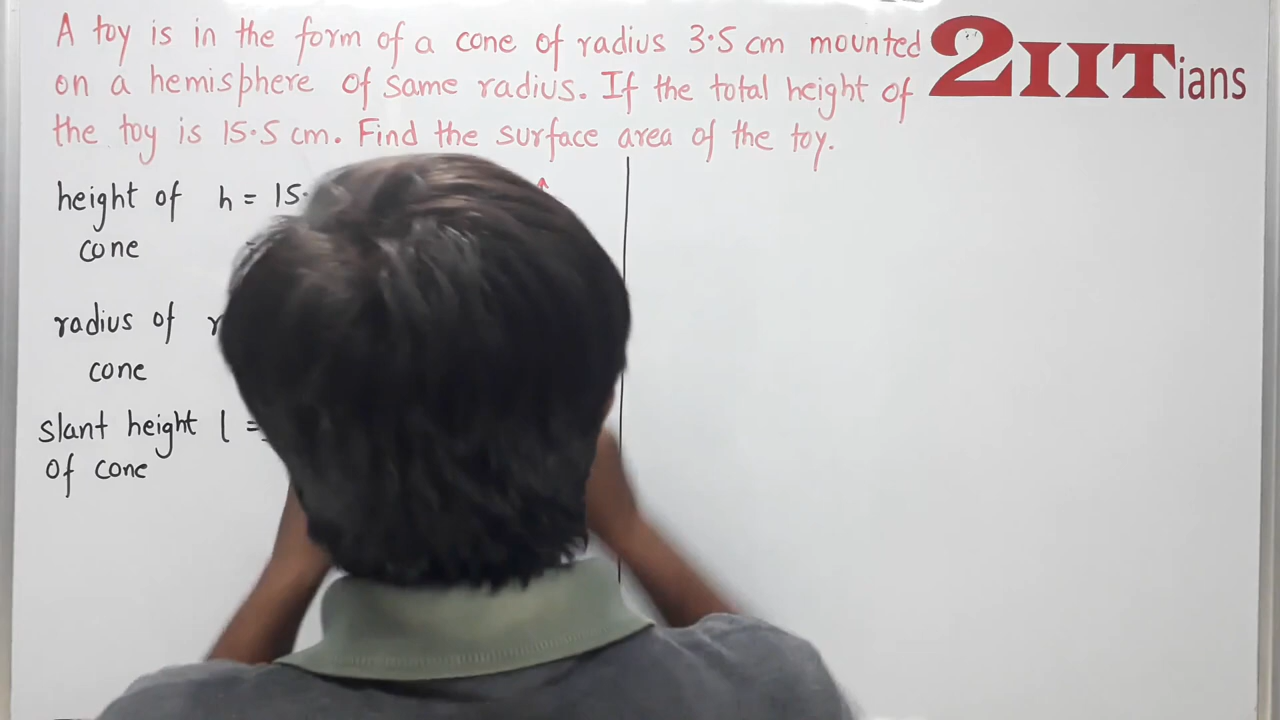 A toy is in the form of a cone of radius 3.5 cm mounted
on a hemisphere of same radius. If the total height of
the toy is 15.5 cm. Find the surface area of the toy.
2IITians
height of h = 15.
cone
radius of r
cone
slant height l =
of cone